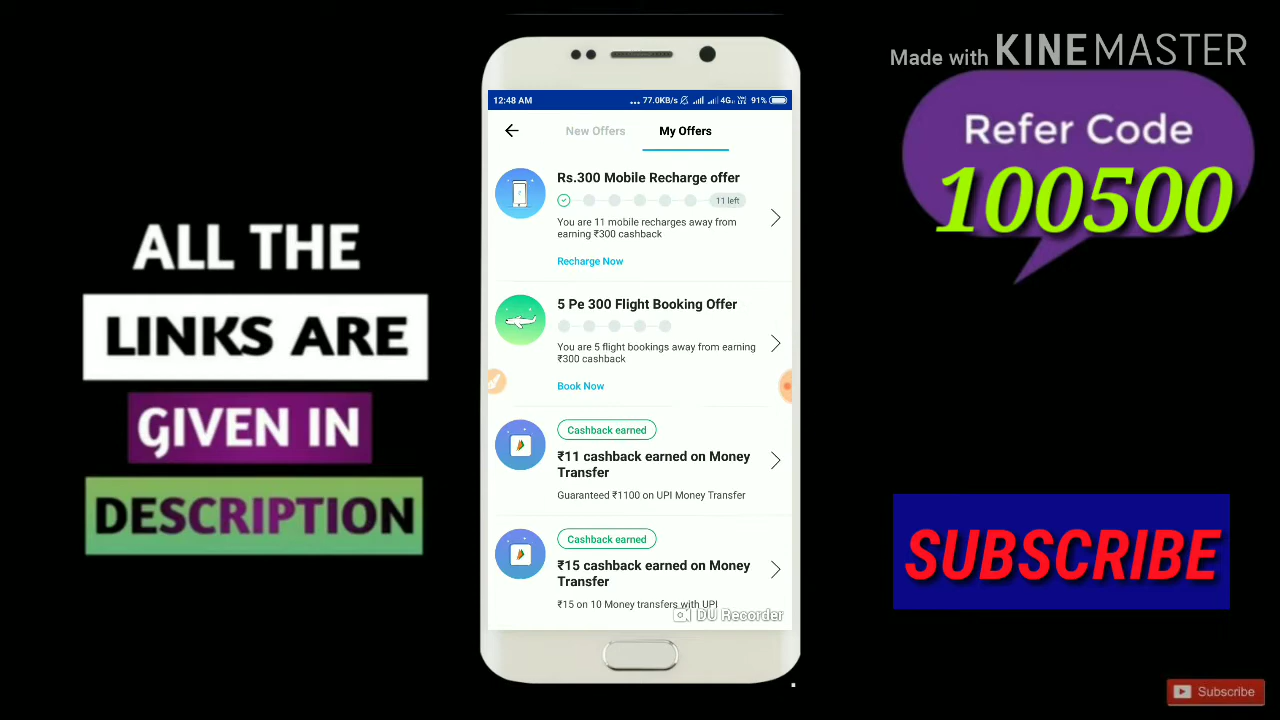 Made with KINEMASTER
Refer Code
100500
ALL THE
LINKS ARE
GIVEN IN
DESCRIPTION
12:48 AM
... 77.0KB/s 4G 91%
New Offers
My Offers
Rs.300 Mobile Recharge offer
11 left
You are 11 mobile recharges away from
earning ₹300 cashback
Recharge Now
5 Pe 300 Flight Booking Offer
You are 5 flight bookings away from earning
₹300 cashback
Book Now
Cashback earned
₹11 cashback earned on Money
Transfer
Guaranteed ₹1100 on UPI Money Transfer
Cashback earned
₹15 cashback earned on Money
Transfer
₹15 on 10 Money transfers with UPI
DU Recorder
SUBSCRIBE
Subscribe